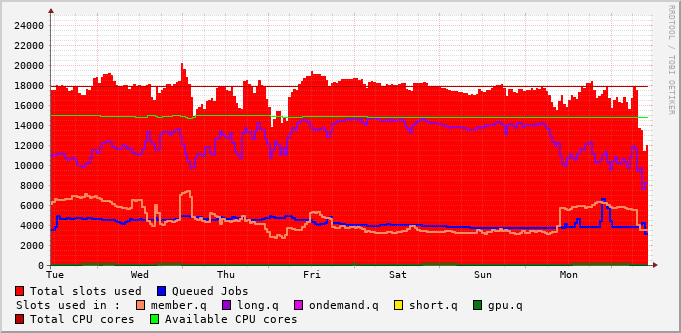 RRDTOOL / TOBI OETIKER
24000
22000
20000
18000
16000
14000
12000
10000
8000
6000
4000
2000
0
Tue Wed Thu Fri Sat Sun Mon
Total slots used Queued Jobs
Slots used in : member.q long.q ondemand.q short.q gpu.q
Total CPU cores Available CPU cores